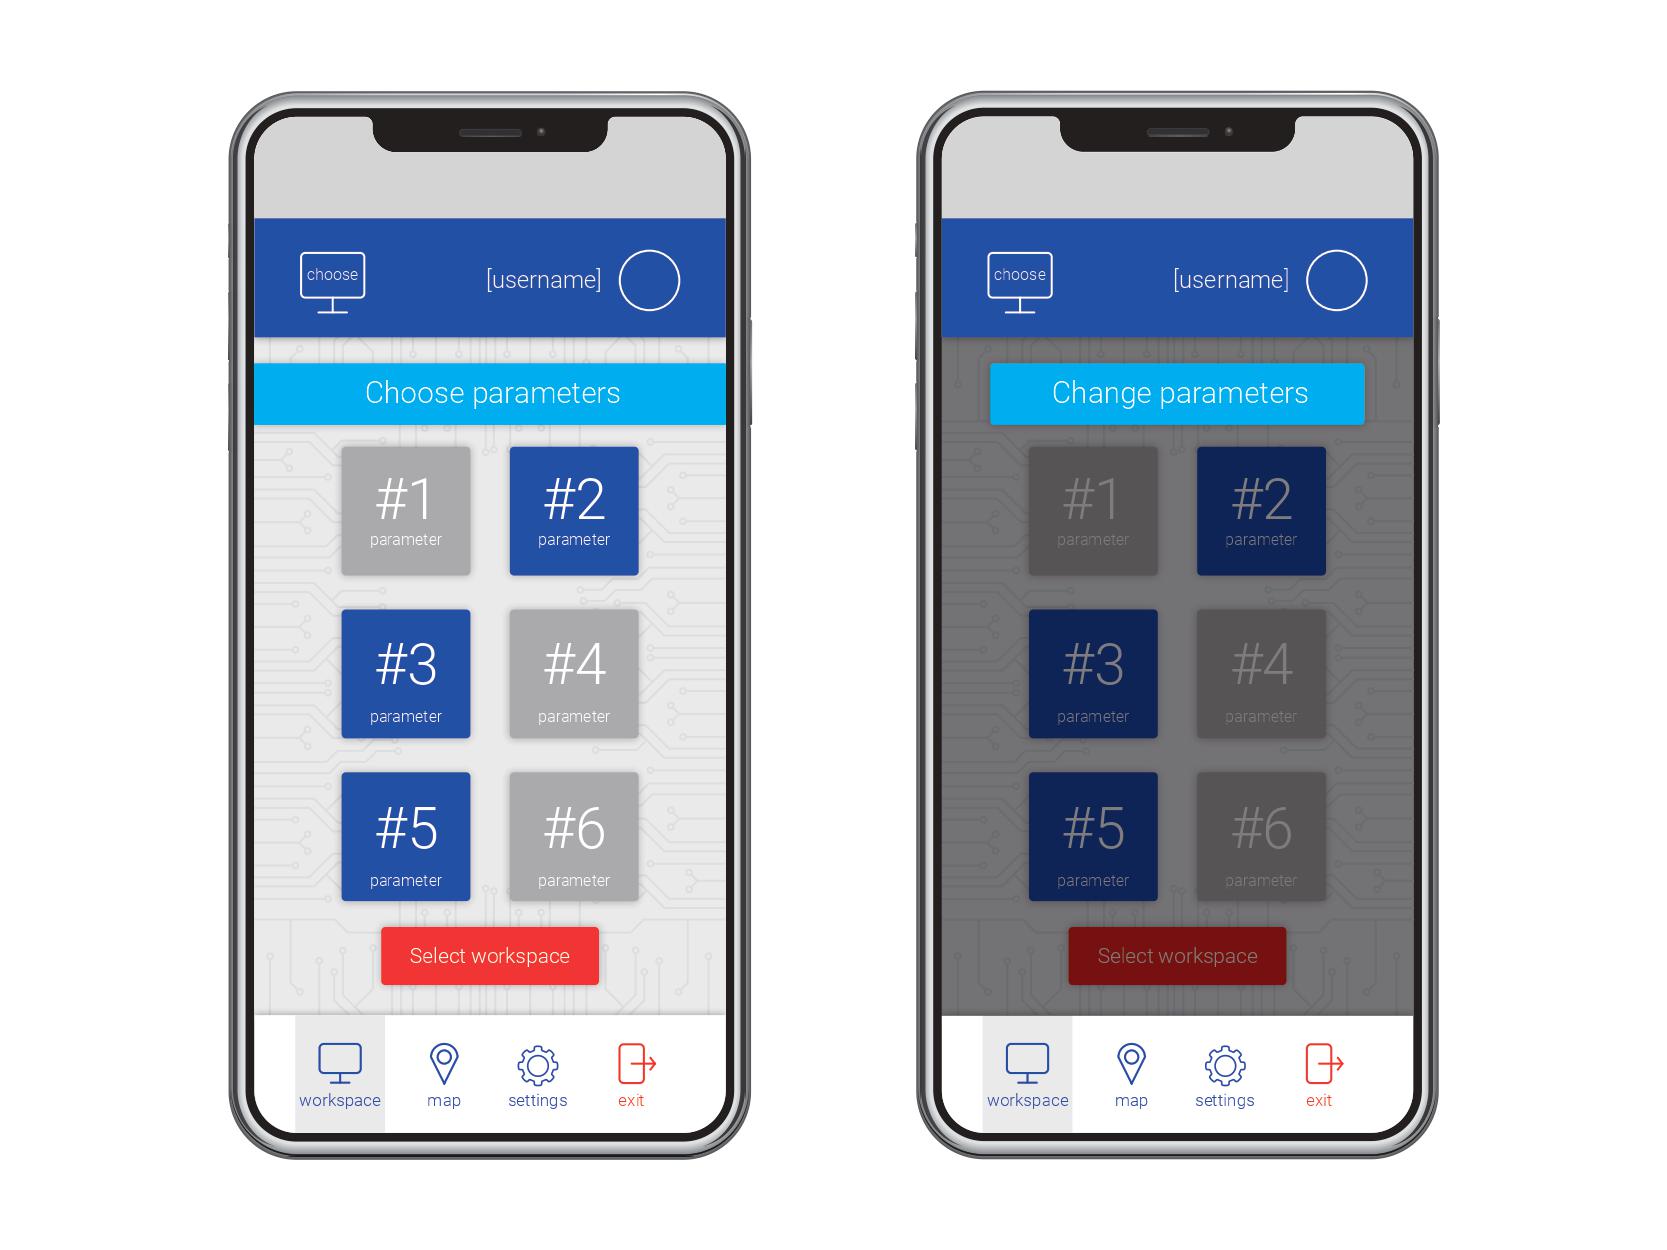 choose
[username]
Choose parameters
#1
parameter
#2
parameter
#3
parameter
#4
parameter
#5
parameter
#6
parameter
Select workspace
workspace
map
settings
exit
choose
[username]
Change parameters
#1
parameter
#2
parameter
#3
parameter
#4
parameter
#5
parameter
#6
parameter
Select workspace
workspace
map
settings
exit